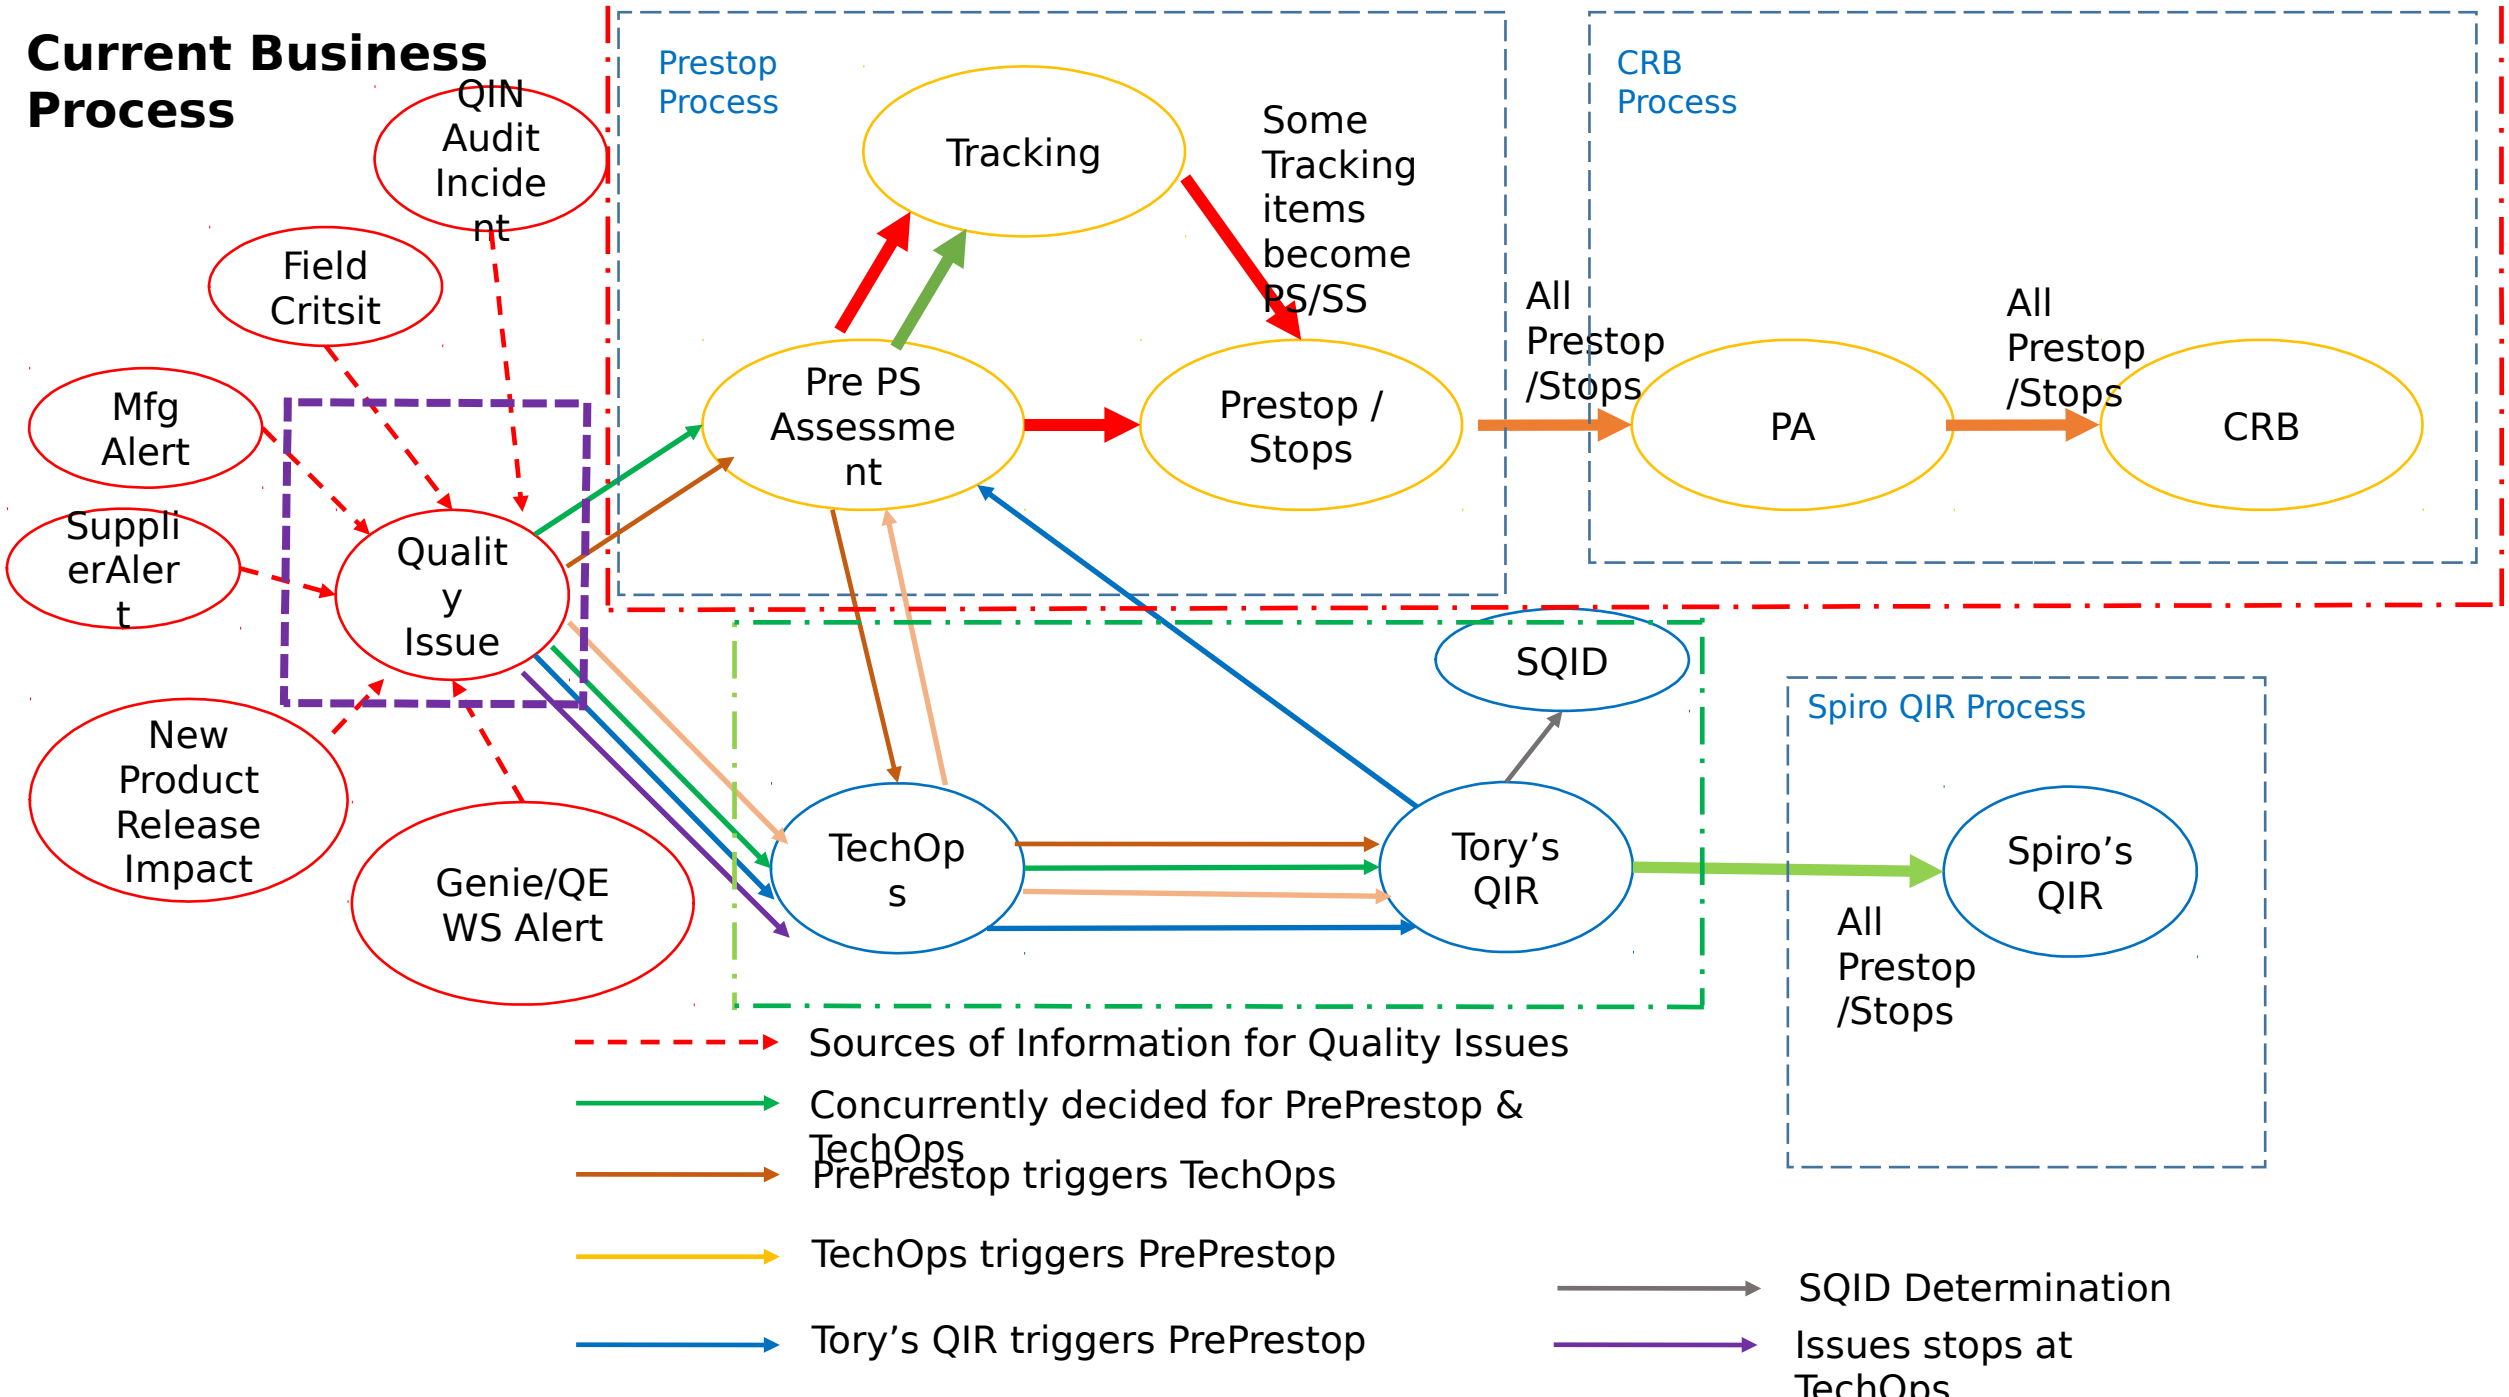 Current Business
Process
QIN
Audit
Incide
nt
Field
Critsit
Mfg
Alert
Suppli
erAler
t
Qualit
y
Issue
New
Product
Release
Impact
Genie/QE
WS Alert
Prestop
Process
Tracking
Some
Tracking
items
become
PS/SS
Pre PS
Assessme
nt
Prestop /
Stops
All
Prestop
/Stops
CRB
Process
PA
All
Prestop
/Stops
CRB
SQID
TechOp
s
Tory’s
QIR
Spiro QIR Process
Spiro’s
QIR
All
Prestop
/Stops
Sources of Information for Quality Issues
Concurrently decided for PrePrestop &
TechOps
PrePrestop triggers TechOps
TechOps triggers PrePrestop
Tory’s QIR triggers PrePrestop
SQID Determination
Issues stops at
TechOps